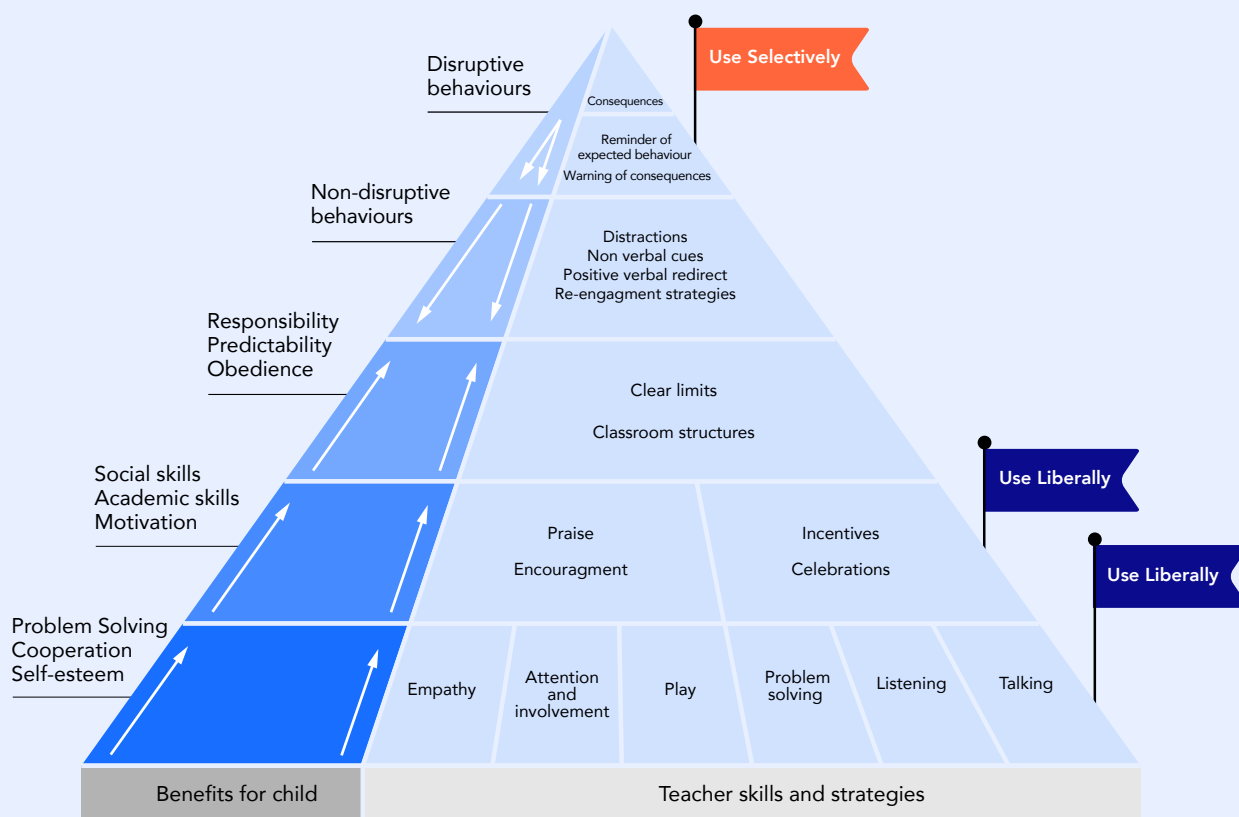 Use Selectively
Disruptive
behaviours
Consequences
Reminder of
expected behaviour
Warning of consequences
Non-disruptive
behaviours
Distractions
Non verbal cues
Positive verbal redirect
Re-engagment strategies
Responsibility
Predictability
Obedience
Clear limits
Classroom structures
Use Liberally
Social skills
Academic skills
Motivation
Praise
Encouragment
Incentives
Celebrations
Use Liberally
Problem Solving
Cooperation
Self-esteem
Empathy
Attention
and
involvement
Play
Problem
solving
Listening
Talking
Benefits for child
Teacher skills and strategies